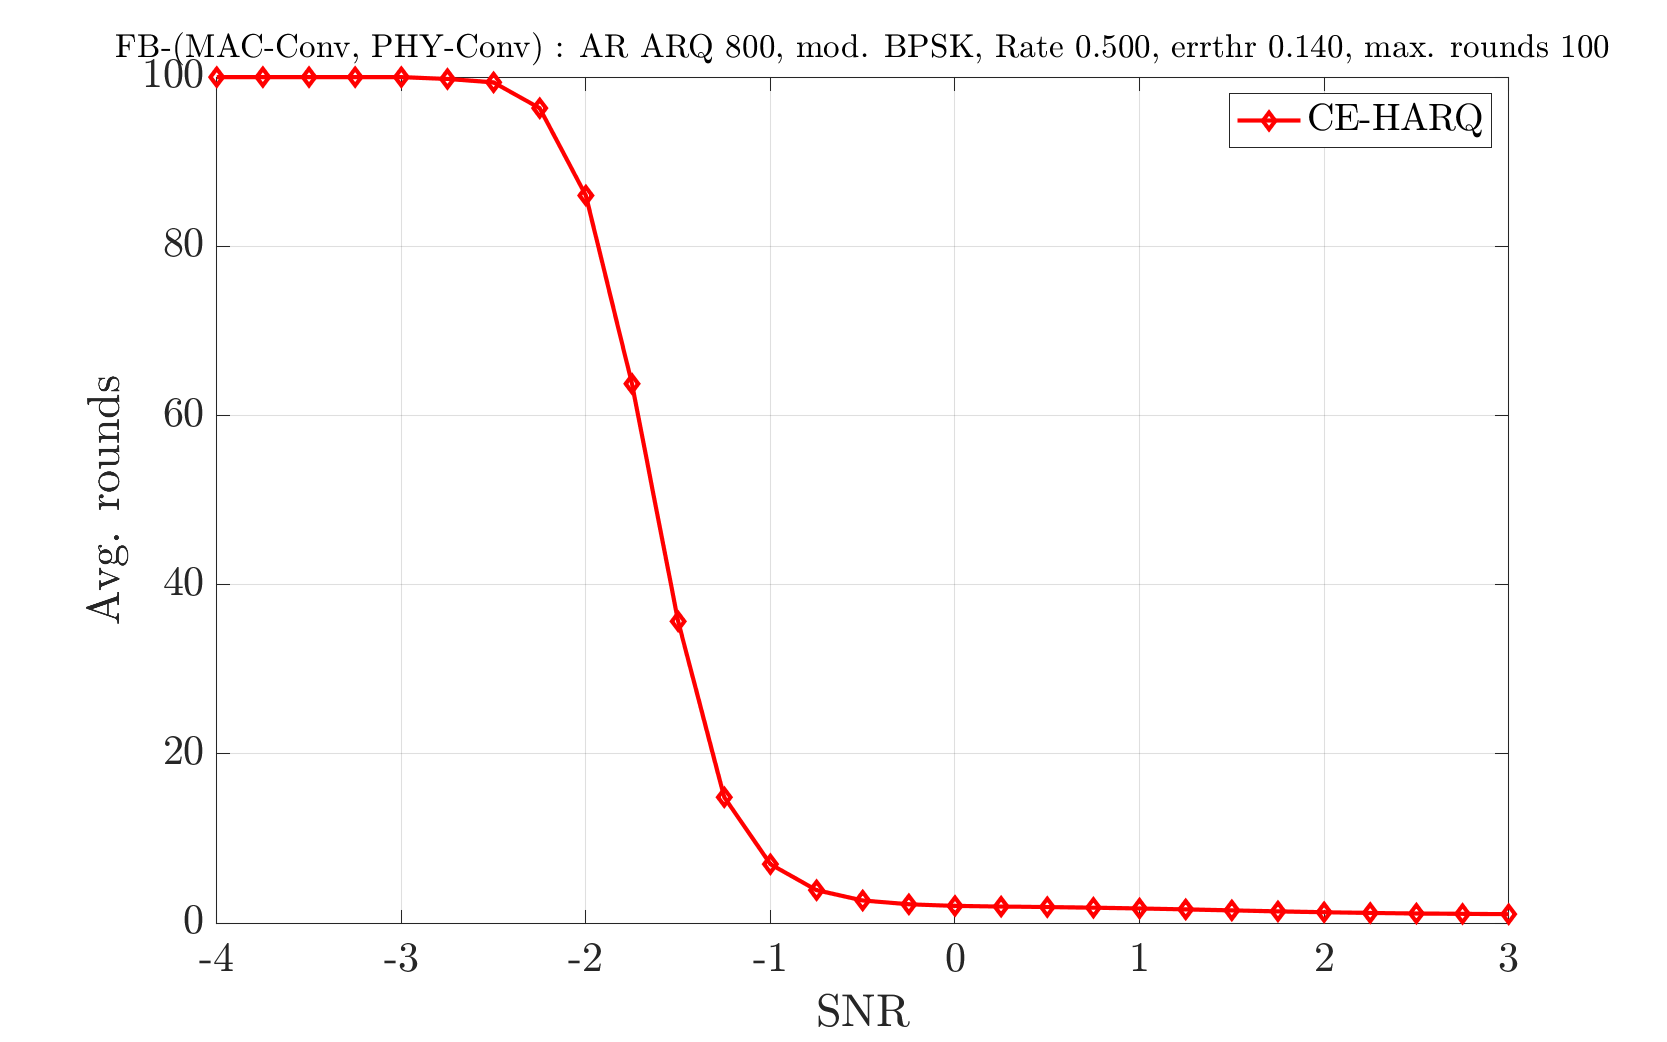 FB-(MAC-Conv, PHY-Conv) : AR ARQ 800, mod. BPSK, Rate 0.500, errthr 0.140, max. rounds 100
CE-HARQ
100
80
60
40
20
0
Avg. rounds
-4 -3 -2 -1 0 1 2 3
SNR